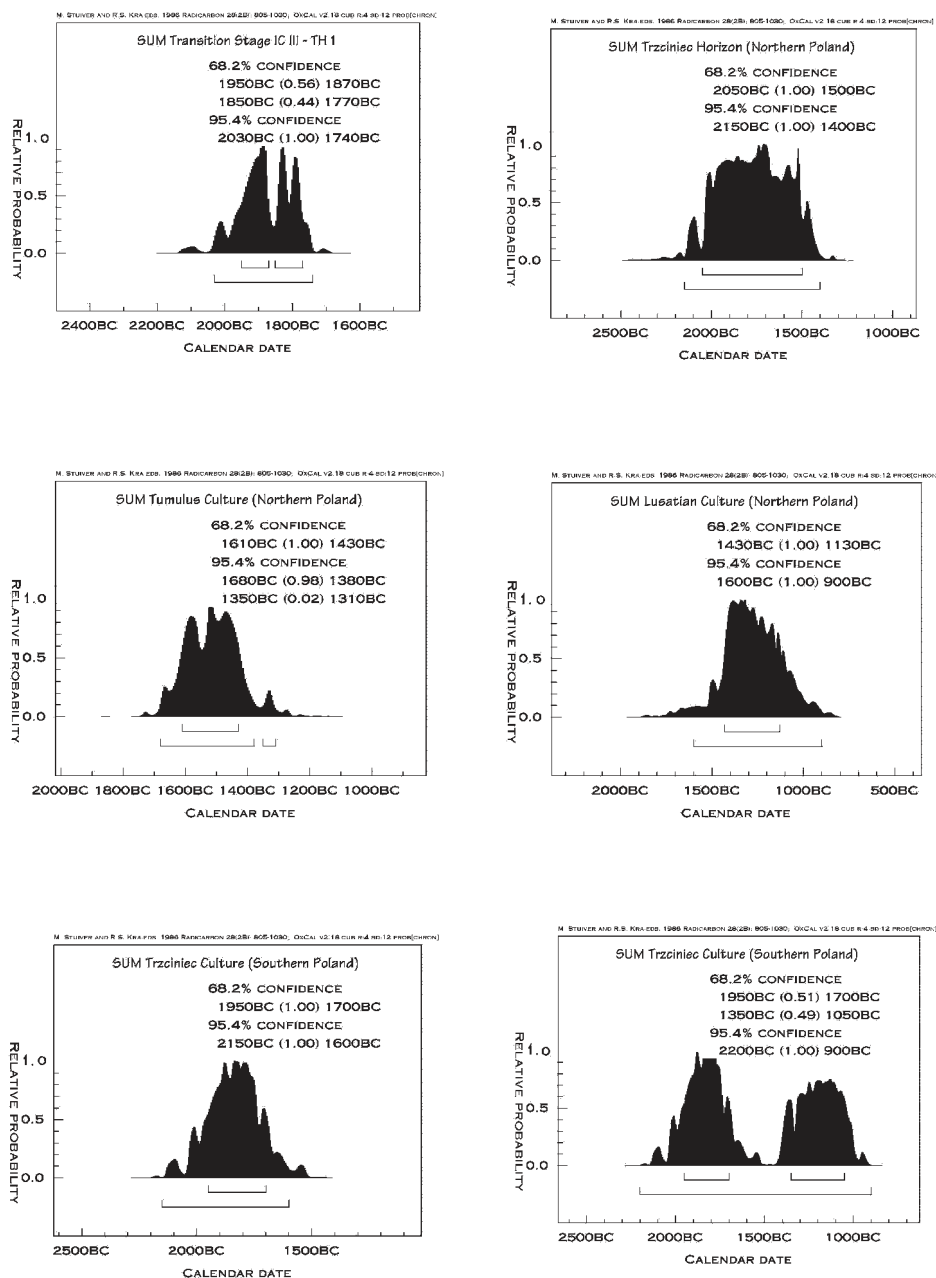 M. STUIVER AND R.S. KRA EDS. 1986 RADICARBON 28(2B): 805-1030; OXCAL V2.18 CUB R:4 SD:12 PROB[CHRON]
SUM Transition Stage IC III - TH 1
68.2% CONFIDENCE
1950BC (0.56) 1870BC
1850BC (0.44) 1770BC
95.4% CONFIDENCE
2030BC (1.00) 1740BC
RELATIVE PROBABILITY
1.0
0.5
0.0
2400BC 2200BC 2000BC 1800BC 1600BC
CALENDAR DATE
M. STUIVER AND R.S. KRA EDS. 1986 RADICARBON 28(2B): 805-1030; OXCAL V2.18 CUB R:4 SD:12 PROB[CHRON]
SUM Trzciniec Horizon (Northern Poland)
68.2% CONFIDENCE
2050BC (1.00) 1500BC
95.4% CONFIDENCE
2150BC (1.00) 1400BC
RELATIVE PROBABILITY
1.0
0.5
0.0
2500BC 2000BC 1500BC 1000BC
CALENDAR DATE
M. STUIVER AND R.S. KRA EDS. 1986 RADICARBON 28(2B): 805-1030; OXCAL V2.18 CUB R:4 SD:12 PROB[CHRON]
SUM Tumulus Culture (Northern Poland)
68.2% CONFIDENCE
1610BC (1.00) 1430BC
95.4% CONFIDENCE
1680BC (0.98) 1380BC
1350BC (0.02) 1310BC
RELATIVE PROBABILITY
1.0
0.5
0.0
2000BC 1800BC 1600BC 1400BC 1200BC 1000BC
CALENDAR DATE
M. STUIVER AND R.S. KRA EDS. 1986 RADICARBON 28(2B): 805-1030; OXCAL V2.18 CUB R:4 SD:12 PROB[CHRON]
SUM Lusatian Culture (Northern Poland)
68.2% CONFIDENCE
1430BC (1.00) 1130BC
95.4% CONFIDENCE
1600BC (1.00) 900BC
RELATIVE PROBABILITY
1.0
0.5
0.0
2000BC 1500BC 1000BC 500BC
CALENDAR DATE
M. STUIVER AND R.S. KRA EDS. 1986 RADICARBON 28(2B): 805-1030; OXCAL V2.18 CUB R:4 SD:12 PROB[CHRON]
SUM Trzciniec Culture (Southern Poland)
68.2% CONFIDENCE
1950BC (1.00) 1700BC
95.4% CONFIDENCE
2150BC (1.00) 1600BC
RELATIVE PROBABILITY
1.0
0.5
0.0
2500BC 2000BC 1500BC
CALENDAR DATE
M. STUIVER AND R.S. KRA EDS. 1986 RADICARBON 28(2B): 805-1030; OXCAL V2.18 CUB R:4 SD:12 PROB[CHRON]
SUM Trzciniec Culture (Southern Poland)
68.2% CONFIDENCE
1950BC (0.51) 1700BC
1350BC (0.49) 1050BC
95.4% CONFIDENCE
2200BC (1.00) 900BC
RELATIVE PROBABILITY
1.0
0.5
0.0
2500BC 2000BC 1500BC 1000BC
CALENDAR DATE